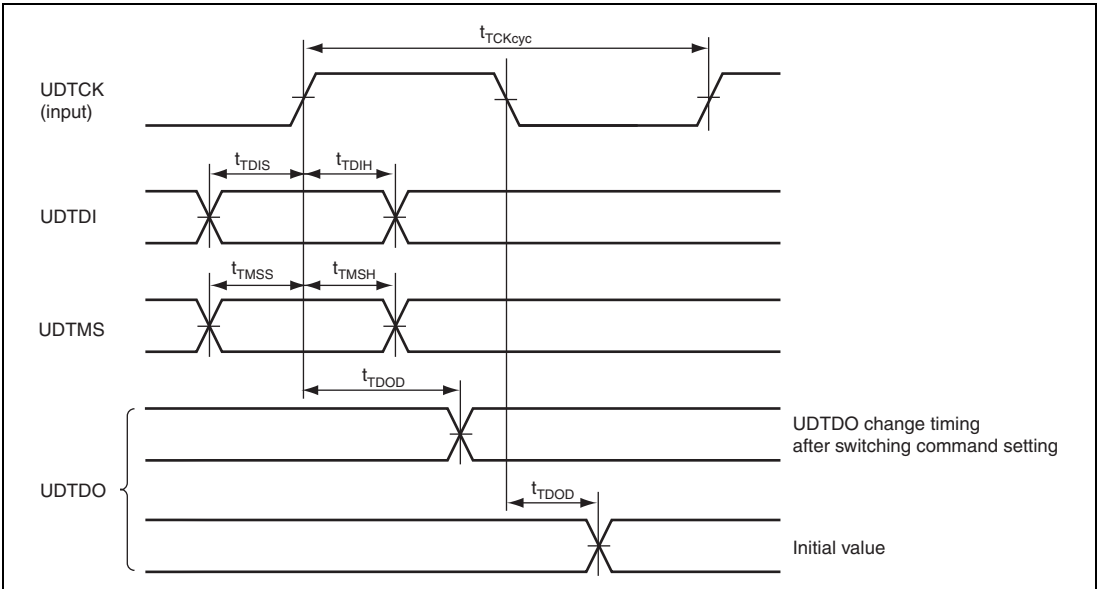 tTCKcyc
UDTCK
(input)
tTDIS
tTDIH
UDTDI
tTMSS
tTMSH
UDTMS
tTDOD
UDTDO change timing
after switching command setting
UDTDO
tTDOD
Initial value